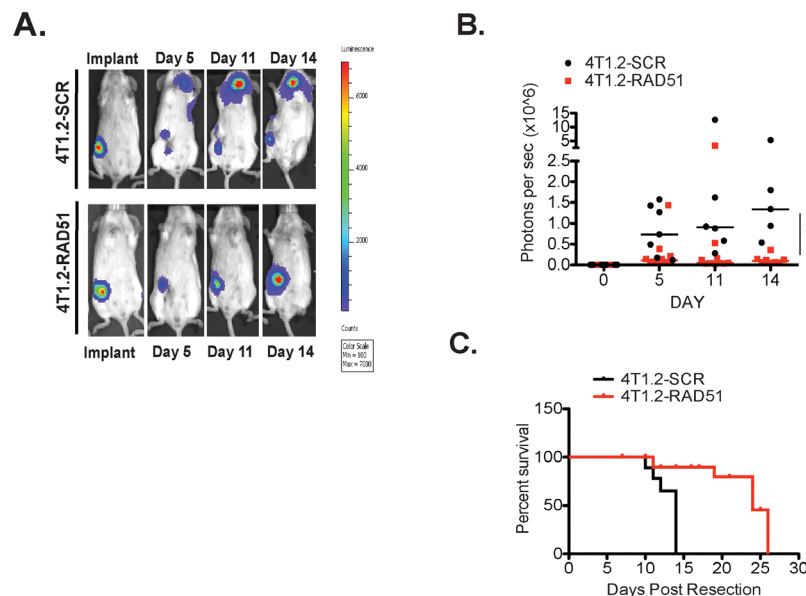 A.
Implant Day 5 Day 11 Day 14
4T1.2-SCR
4T1.2-RAD51
Implant Day 5 Day 11 Day 14
Luminescence
6000
4000
2000
Counts
Color Scale
Min = 800
Max = 7000
B.
4T1.2-SCR
4T1.2-RAD51
Photons per sec (x10^6)
15
10
5
2.5
2.0
1.5
1.0
0.5
0.0
0 5 11 14
DAY
C.
4T1.2-SCR
4T1.2-RAD51
Percent survival
150
100
50
0
0 5 10 15 20 25 30
Days Post Resection